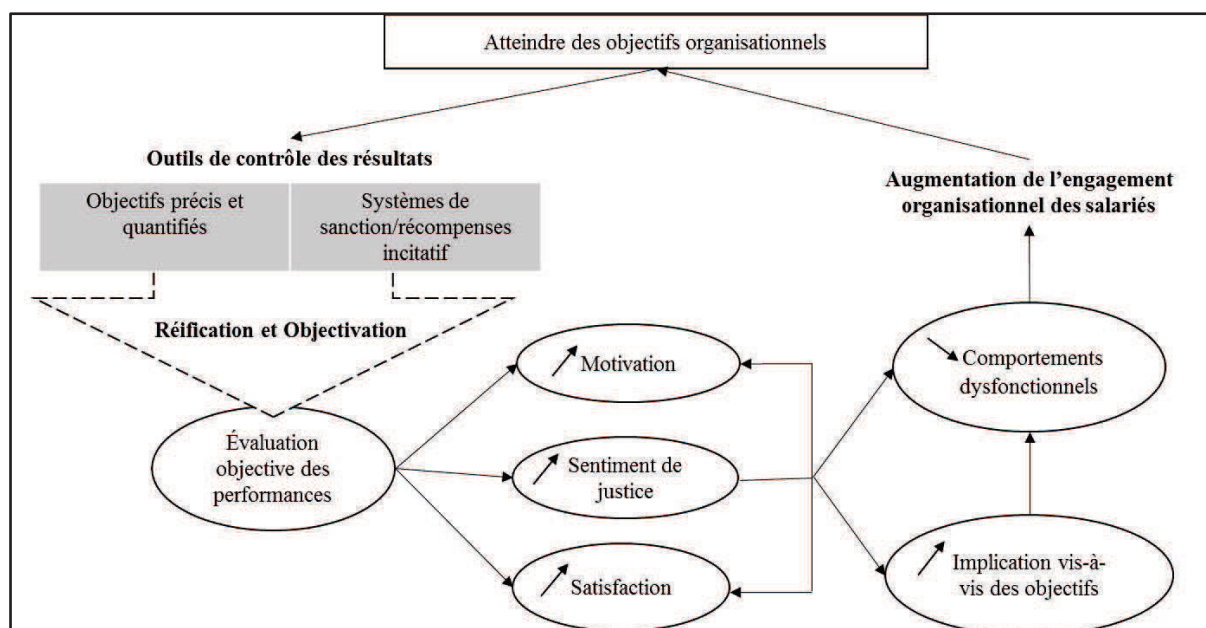 Atteindre des objectifs organisationnels
Outils de contrôle des résultats
Objectifs précis et
quantifiés
Systèmes de
sanction/récompenses
incitatif
Réification et Objectivation
Évaluation
objective des
performances
Motivation
Sentiment de
justice
Satisfaction
Augmentation de l’engagement
organisationnel des salariés
Comportements
dysfonctionnels
Implication vis-à-
vis des objectifs